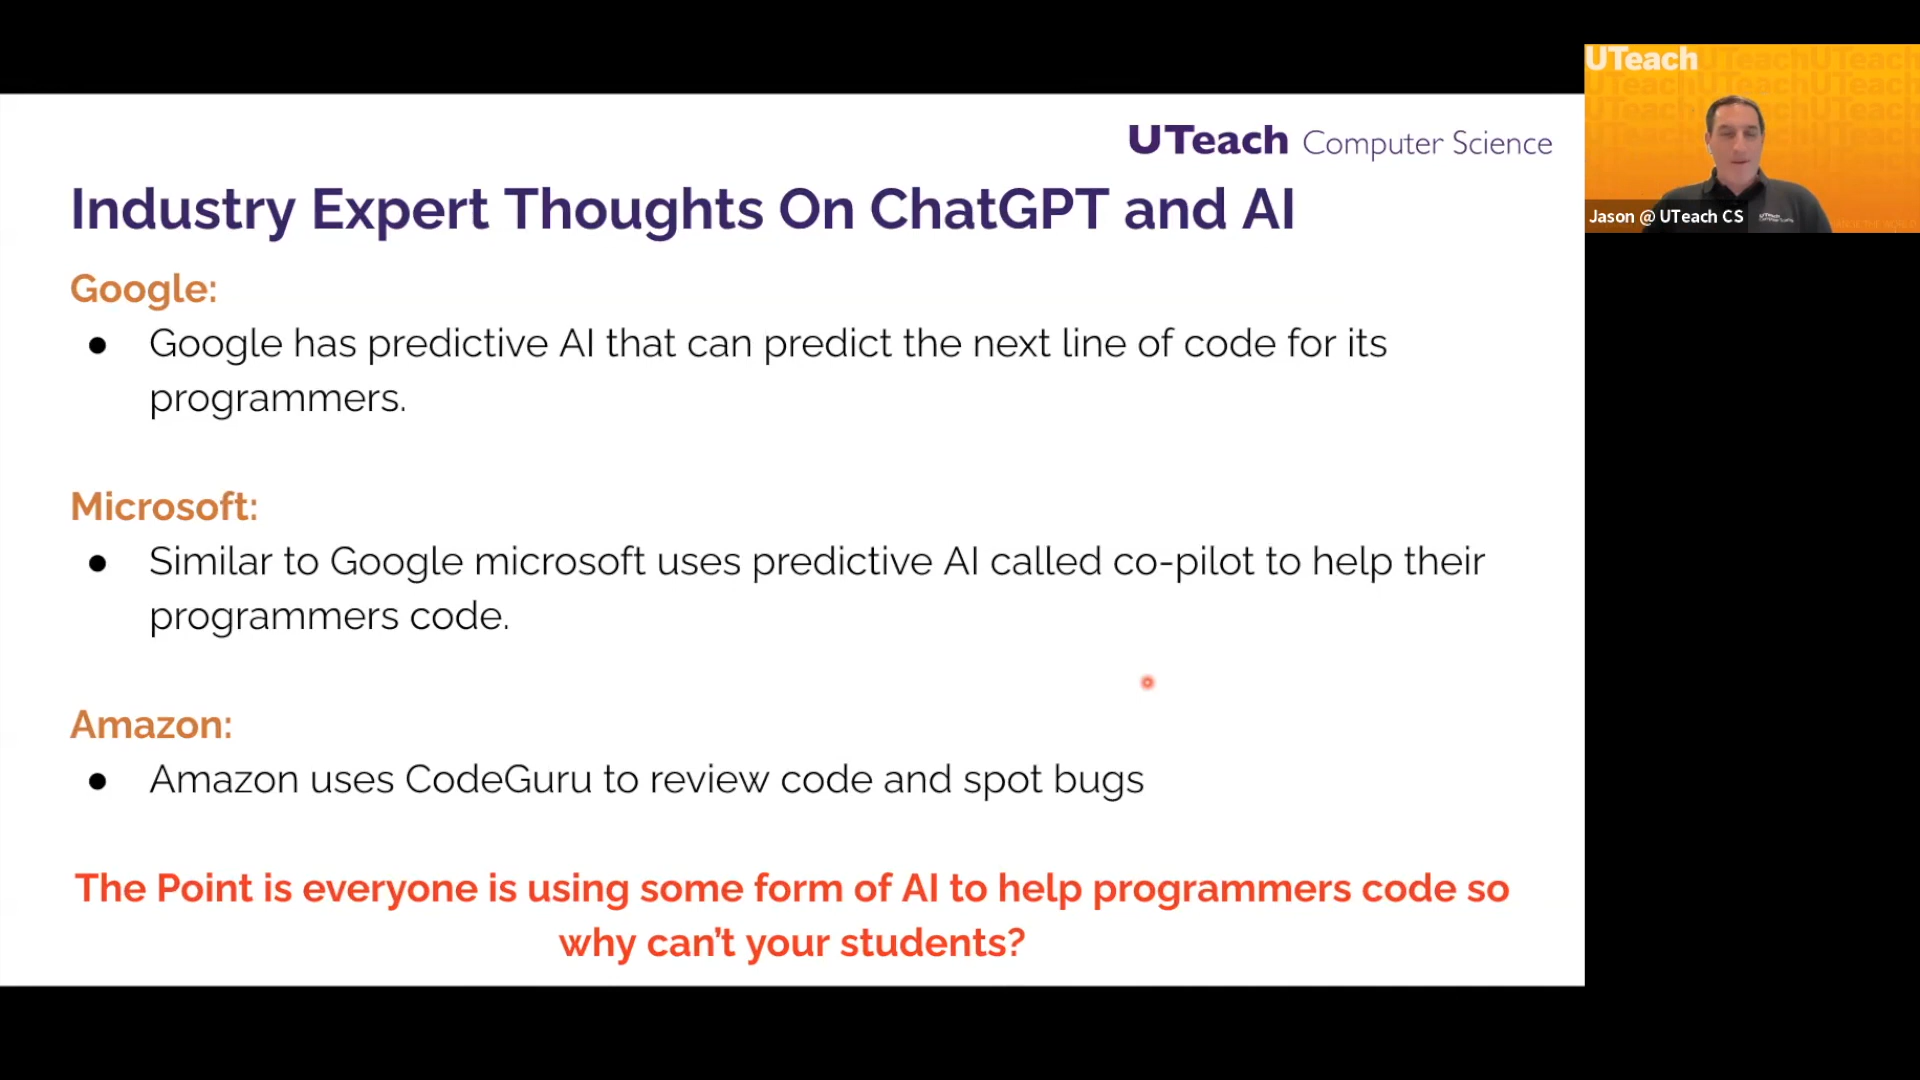 UTeach
UTeach Computer Science
Industry Expert Thoughts On ChatGPT and AI
Jason @ UTeach CS
Google:
● Google has predictive AI that can predict the next line of code for its
programmers.
Microsoft:
● Similar to Google microsoft uses predictive AI called co-pilot to help their
programmers code.
Amazon:
● Amazon uses CodeGuru to review code and spot bugs
The Point is everyone is using some form of AI to help programmers code so
why can't your students?